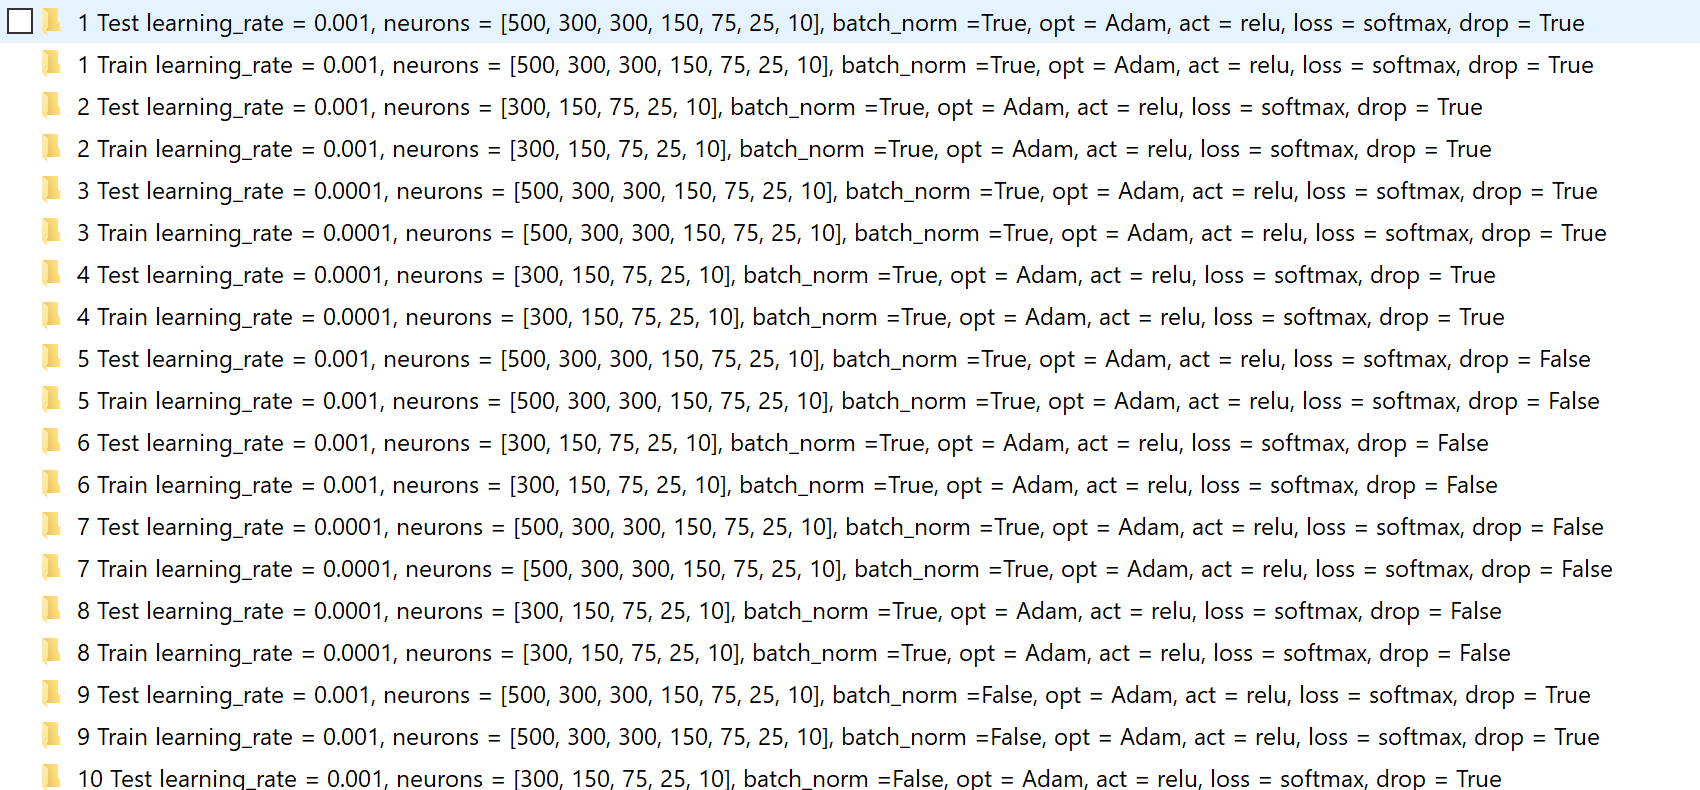 1 Test learning_rate = 0.001, neurons = [500, 300, 300, 150, 75, 25, 10], batch_norm =True, opt = Adam, act = relu, loss = softmax, drop = True
1 Train learning_rate = 0.001, neurons = [500, 300, 300, 150, 75, 25, 10], batch_norm =True, opt = Adam, act = relu, loss = softmax, drop = True
2 Test learning_rate = 0.001, neurons = [300, 150, 75, 25, 10], batch_norm =True, opt = Adam, act = relu, loss = softmax, drop = True
2 Train learning_rate = 0.001, neurons = [300, 150, 75, 25, 10], batch_norm =True, opt = Adam, act = relu, loss = softmax, drop = True
3 Test learning_rate = 0.0001, neurons = [500, 300, 300, 150, 75, 25, 10], batch_norm =True, opt = Adam, act = relu, loss = softmax, drop = True
3 Train learning_rate = 0.0001, neurons = [500, 300, 300, 150, 75, 25, 10], batch_norm =True, opt = Adam, act = relu, loss = softmax, drop = True
4 Test learning_rate = 0.0001, neurons = [300, 150, 75, 25, 10], batch_norm =True, opt = Adam, act = relu, loss = softmax, drop = True
4 Train learning_rate = 0.0001, neurons = [300, 150, 75, 25, 10], batch_norm =True, opt = Adam, act = relu, loss = softmax, drop = True
5 Test learning_rate = 0.001, neurons = [500, 300, 300, 150, 75, 25, 10], batch_norm =True, opt = Adam, act = relu, loss = softmax, drop = False
5 Train learning_rate = 0.001, neurons = [500, 300, 300, 150, 75, 25, 10], batch_norm =True, opt = Adam, act = relu, loss = softmax, drop = False
6 Test learning_rate = 0.001, neurons = [300, 150, 75, 25, 10], batch_norm =True, opt = Adam, act = relu, loss = softmax, drop = False
6 Train learning_rate = 0.001, neurons = [300, 150, 75, 25, 10], batch_norm =True, opt = Adam, act = relu, loss = softmax, drop = False
7 Test learning_rate = 0.0001, neurons = [500, 300, 300, 150, 75, 25, 10], batch_norm =True, opt = Adam, act = relu, loss = softmax, drop = False
7 Train learning_rate = 0.0001, neurons = [500, 300, 300, 150, 75, 25, 10], batch_norm =True, opt = Adam, act = relu, loss = softmax, drop = False
8 Test learning_rate = 0.0001, neurons = [300, 150, 75, 25, 10], batch_norm =True, opt = Adam, act = relu, loss = softmax, drop = False
8 Train learning_rate = 0.0001, neurons = [300, 150, 75, 25, 10], batch_norm =True, opt = Adam, act = relu, loss = softmax, drop = False
9 Test learning_rate = 0.001, neurons = [500, 300, 300, 150, 75, 25, 10], batch_norm =False, opt = Adam, act = relu, loss = softmax, drop = True
9 Train learning_rate = 0.001, neurons = [500, 300, 300, 150, 75, 25, 10], batch_norm =False, opt = Adam, act = relu, loss = softmax, drop = True
10 Test learning_rate = 0.001, neurons = [300, 150, 75, 25, 10], batch_norm =False, opt = Adam, act = relu, loss = softmax, drop = True